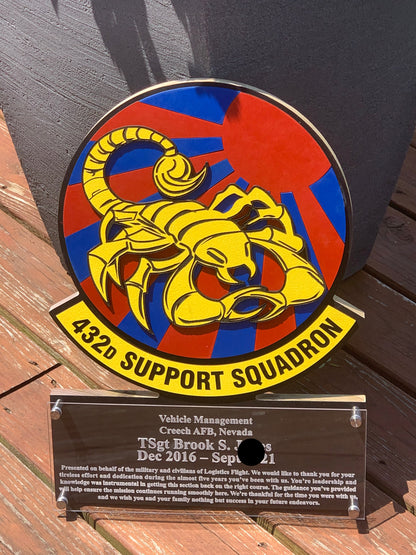 432D SUPPORT SQUADRON
Vehicle Management
Creech AFB, Nevada
TSgt Brook S.
Dec 2016 – Sep 21
Presented on behalf of the military and civilians of Logistics Flight. We would like to thank you for your
tireless effort and dedication during the almost five years you've been with us. You're leadership and
knowledge was instrumental in getting this section back on the right course. The guidance you've provided
will help ensure the mission continues running smoothly here. We're thankful for the time you were with us
and we wish you and your family nothing but success in your future endeavors.